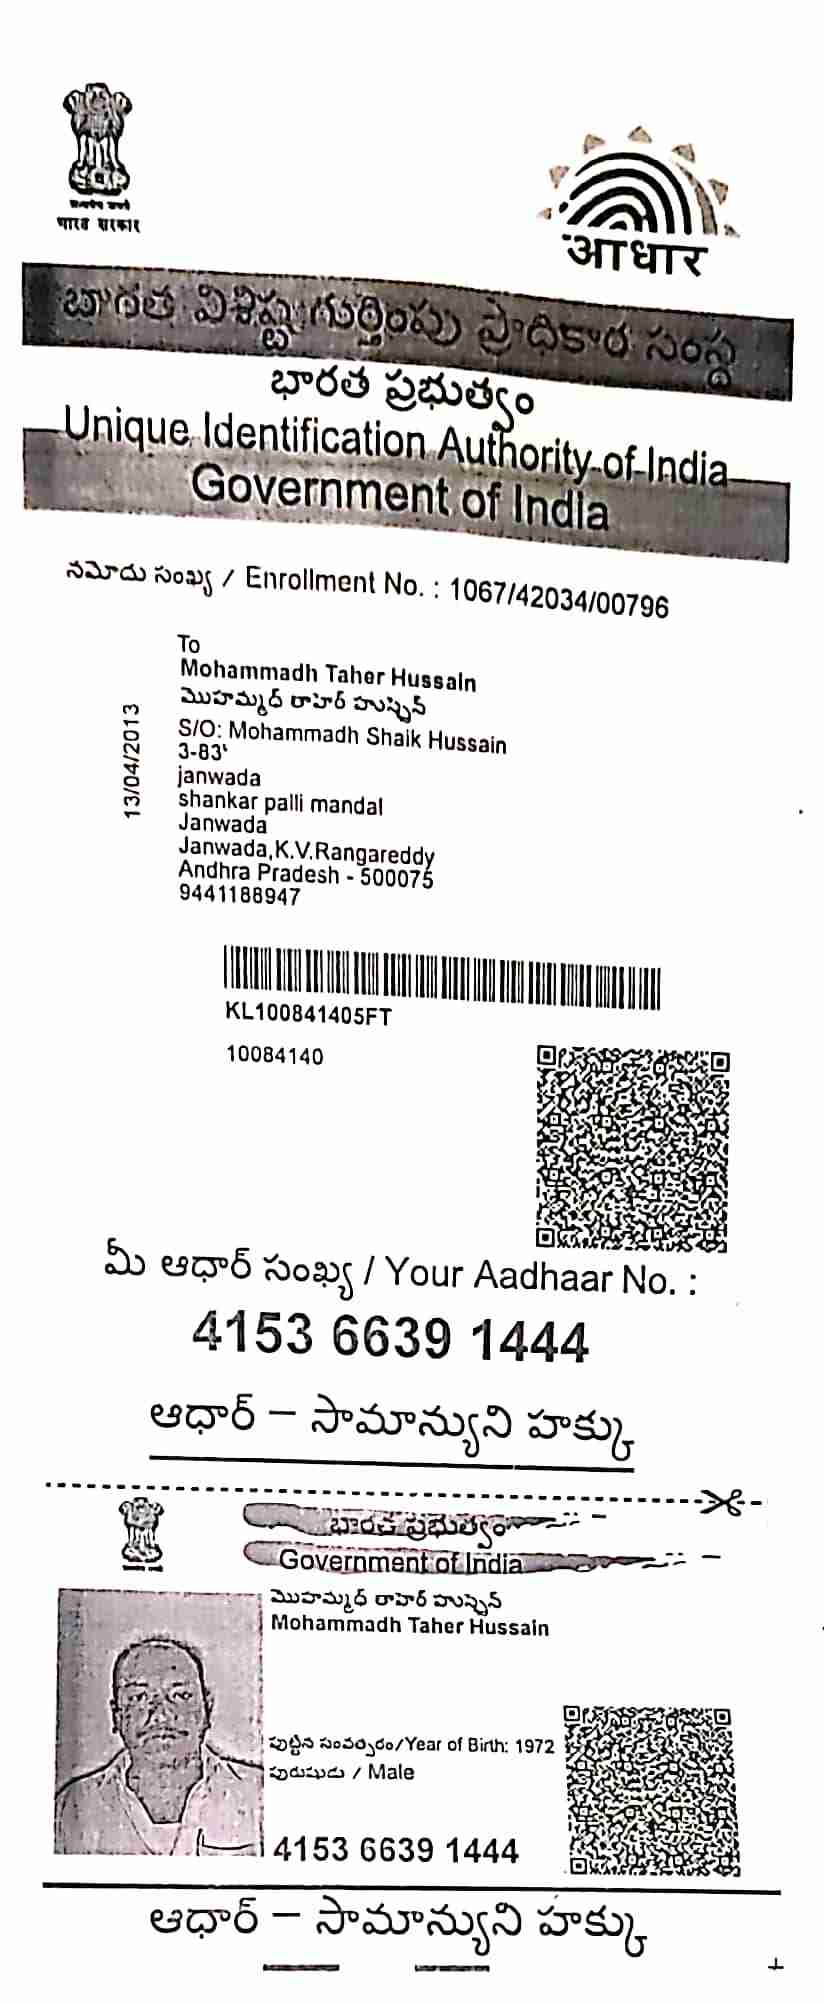 भारत सरकार
आधार
భారత విశిష్ట గుర్తింపు ప్రాధికార సంస్థ
భారత ప్రభుత్వం
Unique Identification Authority of India
Government of India
నమోదు సంఖ్య / Enrollment No. : 1067/42034/00796
To
Mohammadh Taher Hussain
మొహమ్మద్ రాహెర్ హుస్సేన్
S/O: Mohammadh Shaik Hussain
3-83
janwada
shankar palli mandal
Janwada
Janwada,K.V.Rangareddy
Andhra Pradesh - 500075
9441188947
13/04/2013
KL100841405FT
10084140
మీ ఆధార్ సంఖ్య / Your Aadhaar No. :
4153 6639 1444
ఆధార్ – సామాన్యుని హక్కు
భారత ప్రభుత్వం
Government of India
మొహమ్మద్ రాహెర్ హుస్సేన్
Mohammadh Taher Hussain
పుట్టిన సంవత్సరం/Year of Birth: 1972
పురుషుడు / Male
4153 6639 1444
ఆధార్ – సామాన్యుని హక్కు